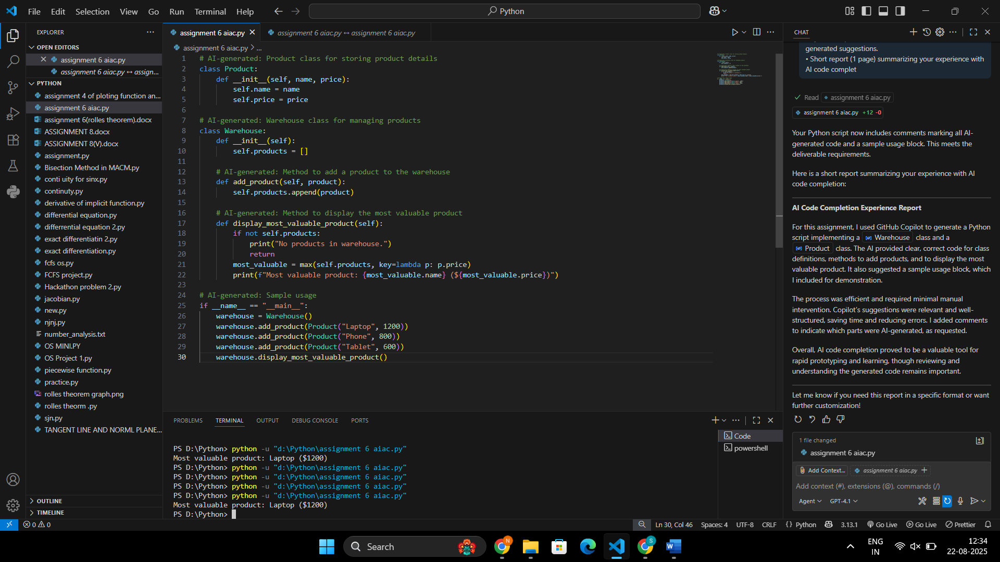 File Edit Selection View Go Run Terminal Help
Python
EXPLORER
OPEN EDITORS
assignment 6 aiac.py
assignment 6 aiac.py ↔ assign...
PYTHON
assignment 4 of ploting function an...
assignment 6 aiac.py
assignment 6(rolles theorem).docx
ASSIGNMENT 8.docx
ASSIGNMENT 8(V).docx
assignment.py
Bisection Method in MACM.py
conti uity for sinx.py
continuty.py
derivative of implicit function.py
differential equation.py
differrential equation 2.py
exact differentiatin 2.py
exact differentiation.py
fcfs os.py
FCFS project.py
Hackathon problem 2.py
jacobian.py
new.py
njnj.py
number_analysis.txt
OS MINI.PY
OS Project 1.py
piecewise function.py
practice.py
rolles theorem graph.png
rolles theorm .py
sjn.py
TANGENT LINE AND NORML PLANE...
OUTLINE
TIMELINE
assignment 6 aiac.py
assignment 6 aiac.py ↔ assignment 6 aiac.py
assignment 6 aiac.py > ...
1 # AI-generated: Product class for storing product details
2 class Product:
3 def __init__(self, name, price):
4 self.name = name
5 self.price = price
6
7 # AI-generated: Warehouse class for managing products
8 class Warehouse:
9 def __init__(self):
10 self.products = []
11
12 # AI-generated: Method to add a product to the warehouse
13 def add_product(self, product):
14 self.products.append(product)
15
16 # AI-generated: Method to display the most valuable product
17 def display_most_valuable_product(self):
18 if not self.products:
19 print("No products in warehouse.")
20 return
21 most_valuable = max(self.products, key=lambda p: p.price)
22 print(f"Most valuable product: {most_valuable.name} (${most_valuable.price})")
23
24 # AI-generated: Sample usage
25 if __name__ == "__main__":
26 warehouse = Warehouse()
27 warehouse.add_product(Product("Laptop", 1200))
28 warehouse.add_product(Product("Phone", 800))
29 warehouse.add_product(Product("Tablet", 600))
30 warehouse.display_most_valuable_product()
PROBLEMS TERMINAL OUTPUT DEBUG CONSOLE PORTS
PS D:\Python> python -u "d:\Python\assignment 6 aiac.py"
Most valuable product: Laptop ($1200)
PS D:\Python> python -u "d:\Python\assignment 6 aiac.py"
PS D:\Python> python -u "d:\Python\assignment 6 aiac.py"
PS D:\Python> python -u "d:\Python\assignment 6 aiac.py"
PS D:\Python> python -u "d:\Python\assignment 6 aiac.py"
Most valuable product: Laptop ($1200)
PS D:\Python>
Code
powershell
CHAT
generated suggestions.
• Short report (1 page) summarizing your experience with
AI code complet
Read assignment 6 aiac.py
assignment 6 aiac.py +12 -0
Your Python script now includes comments marking all AI-
generated code and a sample usage block. This meets the
deliverable requirements.
Here is a short report summarizing your experience with AI
code completion:
AI Code Completion Experience Report
For this assignment, I used GitHub Copilot to generate a Python
script implementing a Warehouse class and a
Product class. The AI provided clear, correct code for class
definitions, methods to add products, and to display the most
valuable product. It also suggested a sample usage block, which
I included for demonstration.
The process was efficient and required minimal manual
intervention. Copilot's suggestions were relevant and well-
structured, saving time and reducing errors. I added comments
to indicate which parts were AI-generated, as requested.
Overall, AI code completion proved to be a valuable tool for
rapid prototyping and learning, though reviewing and
understanding the generated code remains important.
Let me know if you need this report in a specific format or want
further customization!
1 file changed
assignment 6 aiac.py
Add Context... assignment 6 aiac.py
Add context (#), extensions (@), commands (/)
Agent GPT-4.1
0 0
Ln 30, Col 46 Spaces: 4 UTF-8 CRLF {} Python 3.13.1 Go Live Go Live Prettier
Search
N
S
W
ENG
IN
12:34
22-08-2025